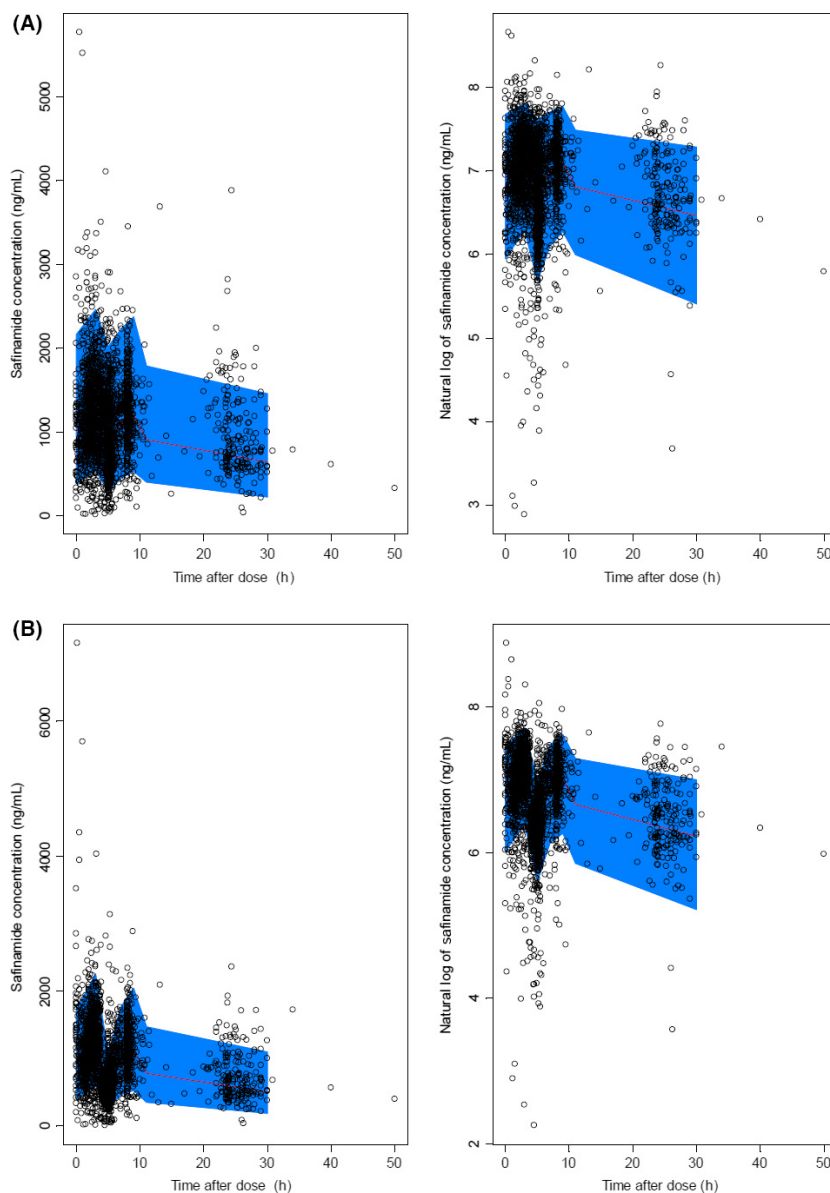 (A)
Safinamide concentration (ng/mL)
5000
4000
3000
2000
1000
0
0 10 20 30 40 50
Time after dose (h)
Natural log of safinamide concentration (ng/mL)
8
7
6
5
4
3
0 10 20 30 40 50
Time after dose (h)
(B)
Safinamide concentration (ng/mL)
6000
4000
2000
0
0 10 20 30 40 50
Time after dose (h)
Natural log of safinamide concentration (ng/mL)
8
6
4
2
0 10 20 30 40 50
Time after dose (h)